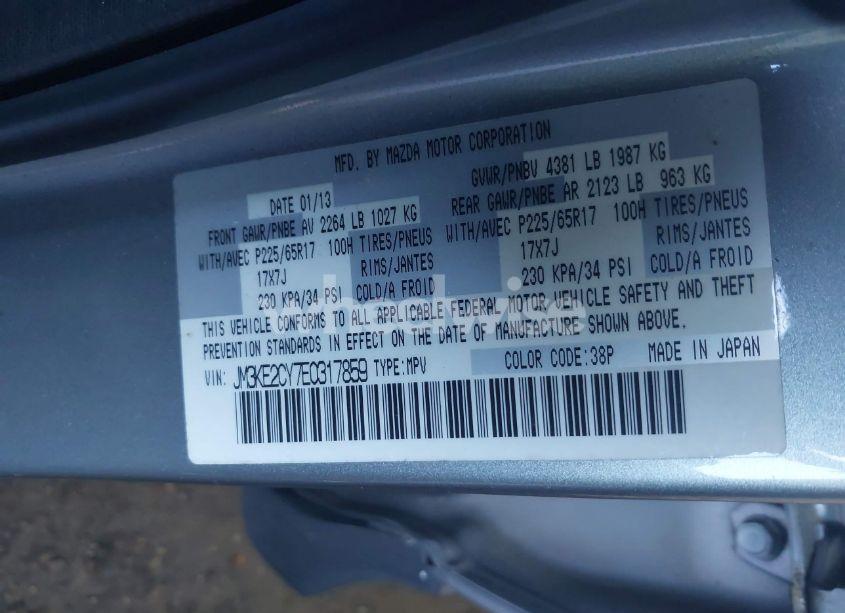 MFD. BY MAZDA MOTOR CORPORATION
DATE 01/13 GVWR/PNBV 4381 LB 1987 KG
FRONT GAWR/PNBE AV 2264 LB 1027 KG REAR GAWR/PNBE AR 2123 LB 963 KG
WITH/AVEC P225/65R17 100H TIRES/PNEUS WITH/AVEC P225/65R17 100H TIRES/PNEUS
17X7J RIMS/JANTES 17X7J RIMS/JANTES
230 KPA/34 PSI COLD/A FROID 230 KPA/34 PSI COLD/A FROID
THIS VEHICLE CONFORMS TO ALL APPLICABLE FEDERAL MOTOR VEHICLE SAFETY AND THEFT
PREVENTION STANDARDS IN EFFECT ON THE DATE OF MANUFACTURE SHOWN ABOVE.
VIN: JM3KE2CY7E0317859 TYPE:MPV COLOR CODE:38P MADE IN JAPAN